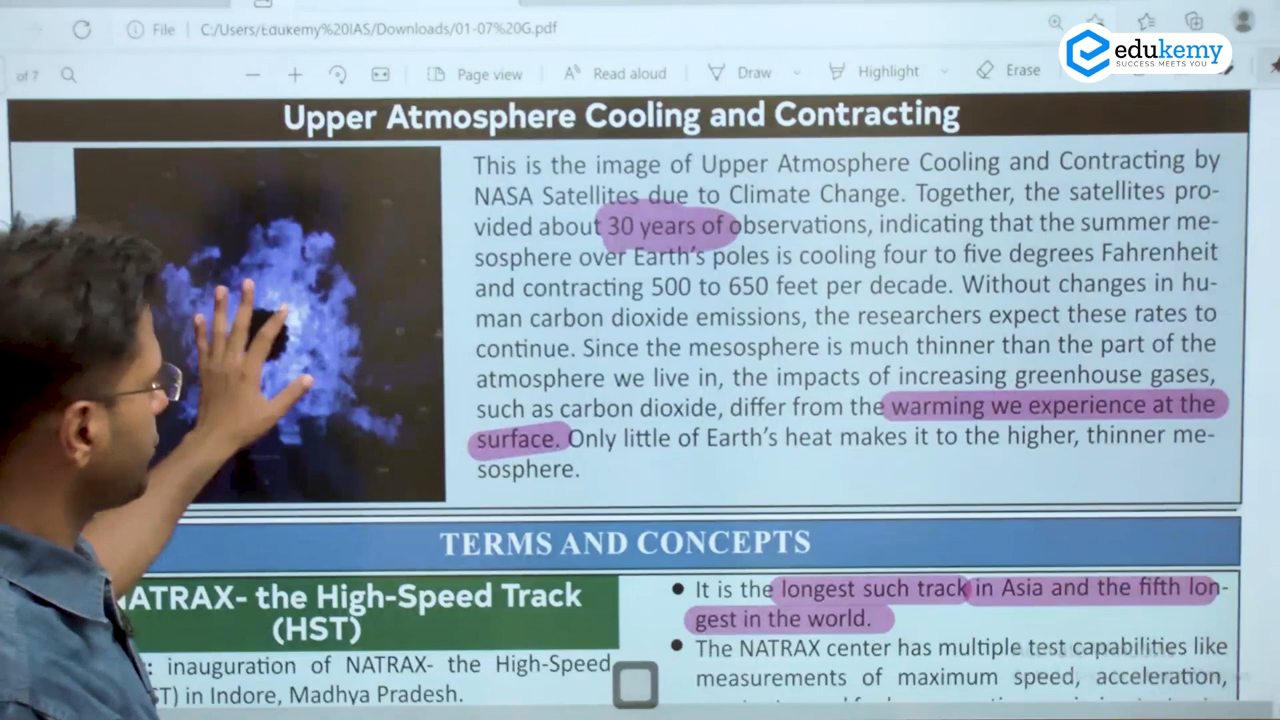 File C:/Users/Edukemy%20IAS/Downloads/01-07%20G.pdf
edukemy
SUCCESS MEETS YOU
of 7
Page view
Read aloud
Draw
Highlight
Erase
Upper Atmosphere Cooling and Contracting
This is the image of Upper Atmosphere Cooling and Contracting by
NASA Satellites due to Climate Change. Together, the satellites pro-
vided about 30 years of observations, indicating that the summer me-
sosphere over Earth's poles is cooling four to five degrees Fahrenheit
and contracting 500 to 650 feet per decade. Without changes in hu-
man carbon dioxide emissions, the researchers expect these rates to
continue. Since the mesosphere is much thinner than the part of the
atmosphere we live in, the impacts of increasing greenhouse gases,
such as carbon dioxide, differ from the warming we experience at the
surface. Only little of Earth's heat makes it to the higher, thinner me-
sosphere.
TERMS AND CONCEPTS
NATRAX- the High-Speed Track
(HST)
: inauguration of NATRAX- the High-Speed
ST) in Indore, Madhya Pradesh.
● It is the longest such track in Asia and the fifth lon-
gest in the world.
● The NATRAX center has multiple test capabilities like
measurements of maximum speed, acceleration,